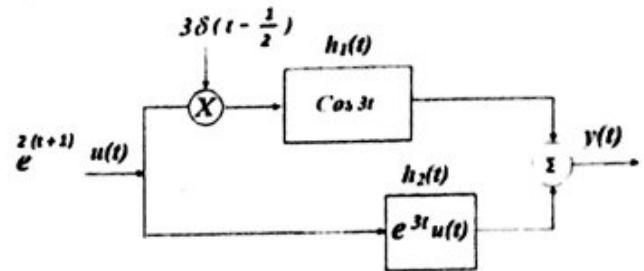 3δ(t - 1/2)
h₁(t)
X
Cos 3t
e^2(t+1) u(t)
y(t)
Σ
h₂(t)
e^3t u(t)